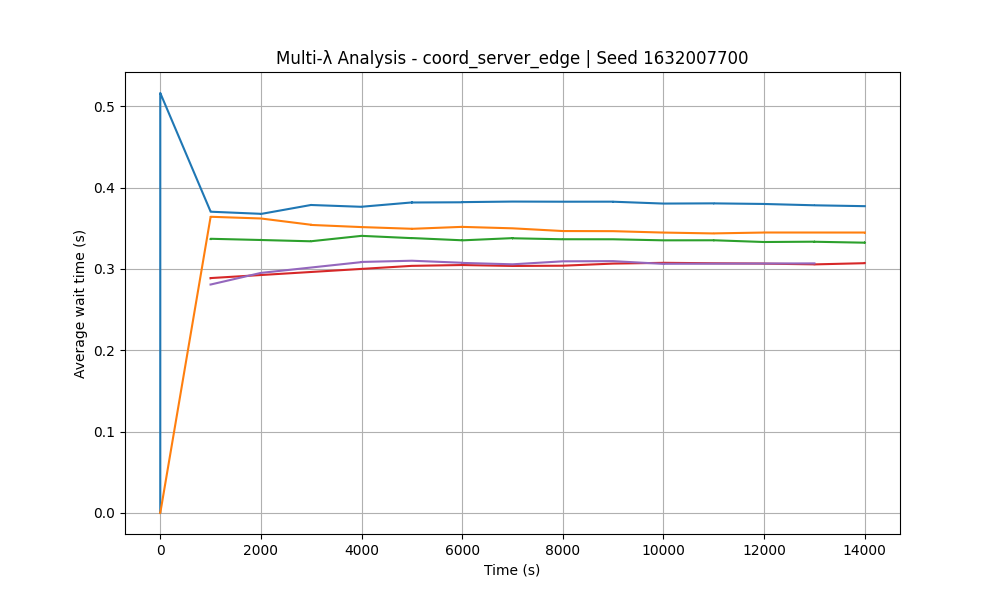 Multi-λ Analysis - coord_server_edge | Seed 1632007700
Average wait time (s)
0.5
0.4
0.3
0.2
0.1
0.0
0 2000 4000 6000 8000 10000 12000 14000
Time (s)